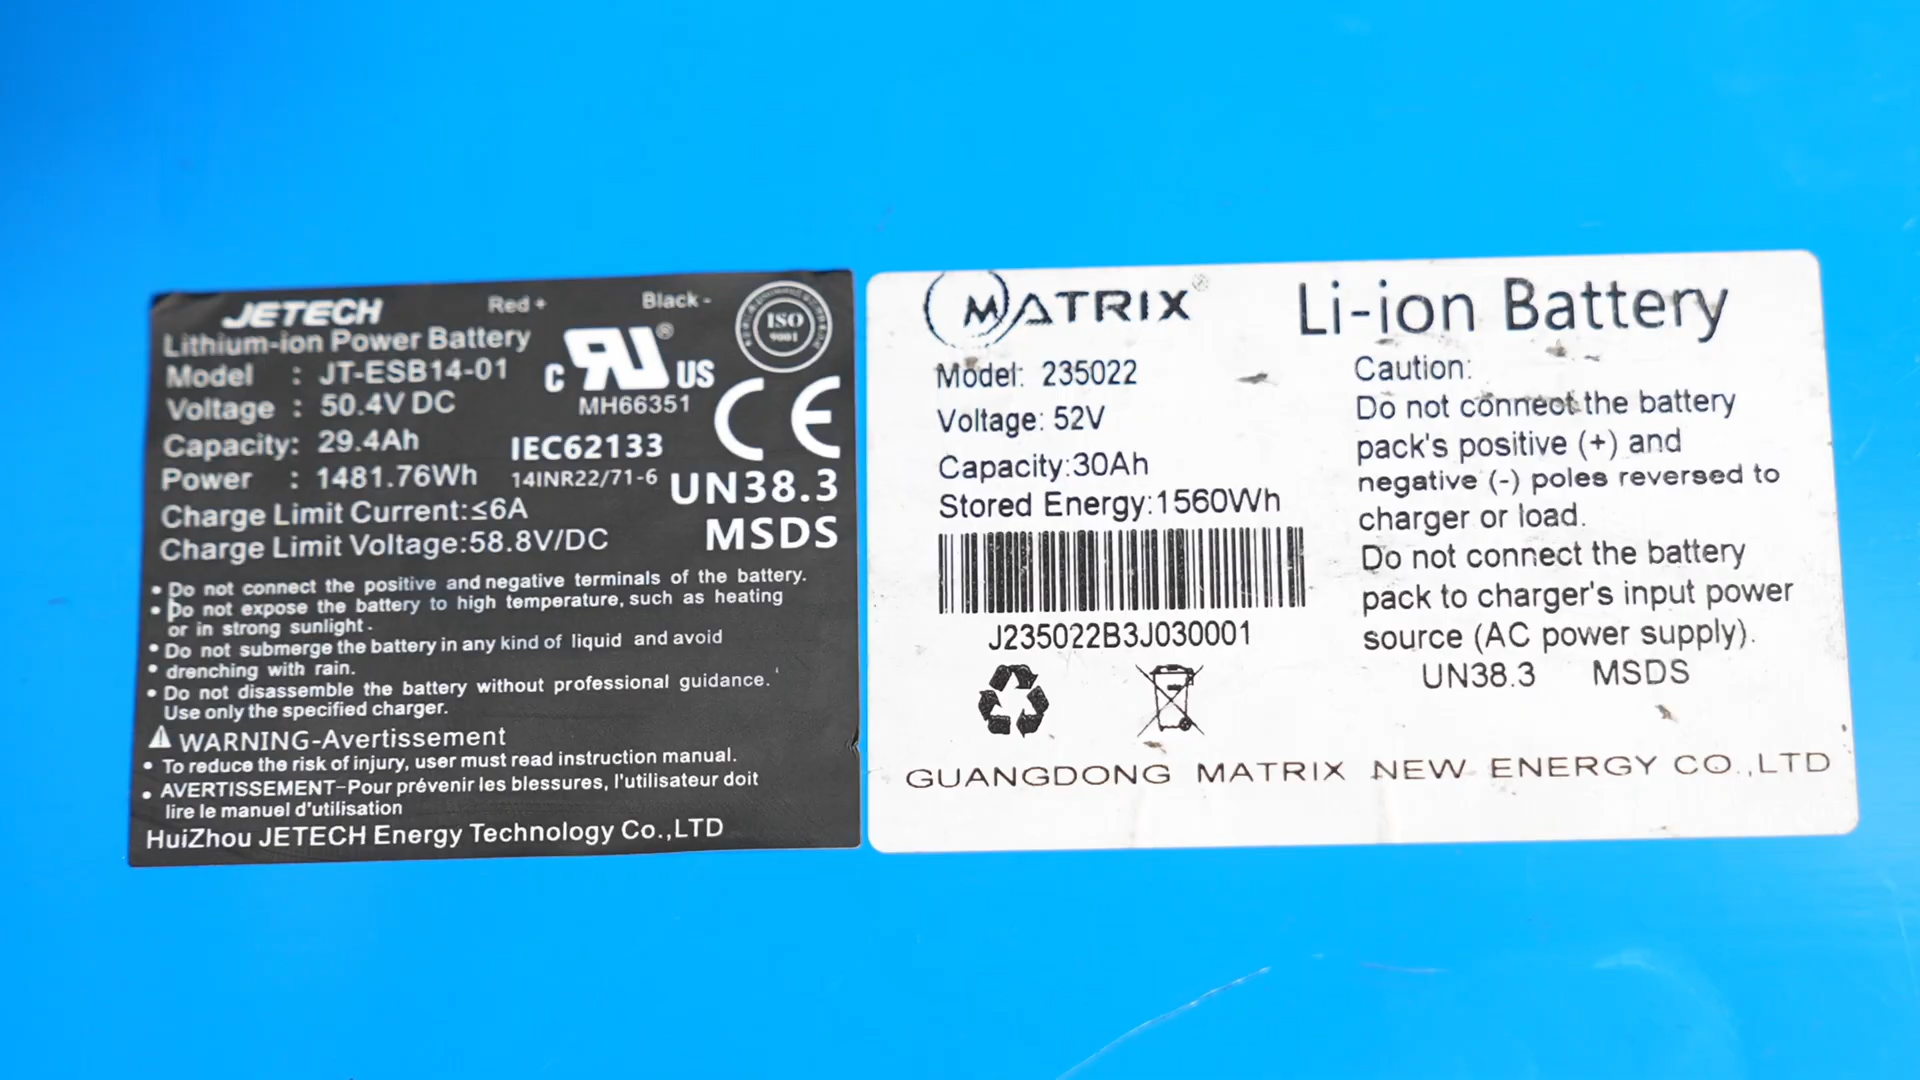 JETECH Red + Black -
Lithium-ion Power Battery
Model : JT-ESB14-01
Voltage : 50.4V DC
Capacity: 29.4Ah
Power : 1481.76Wh
Charge Limit Current:≤6A
Charge Limit Voltage:58.8V/DC
ISO
9001
C RU ® US
MH66351
CE
IEC62133
14INR22/71-6
UN38.3
MSDS
• Do not connect the positive and negative terminals of the battery.
• Do not expose the battery to high temperature, such as heating
or in strong sunlight.
• Do not submerge the battery in any kind of liquid and avoid
• drenching with rain.
• Do not disassemble the battery without professional guidance.
Use only the specified charger.
WARNING-Avertissement
• To reduce the risk of injury, user must read instruction manual.
• AVERTISSEMENT-Pour prévenir les blessures, l'utilisateur doit
lire le manuel d'utilisation
HuiZhou JETECH Energy Technology Co.,LTD
MATRIX®
Li-ion Battery
Model: 235022
Voltage: 52V
Capacity:30Ah
Stored Energy:1560Wh
J235022B3J030001
Caution:
Do not connect the battery
pack's positive (+) and
negative (-) poles reversed to
charger or load.
Do not connect the battery
pack to charger's input power
source (AC power supply).
UN38.3 MSDS
GUANGDONG MATRIX NEW ENERGY CO.,LTD